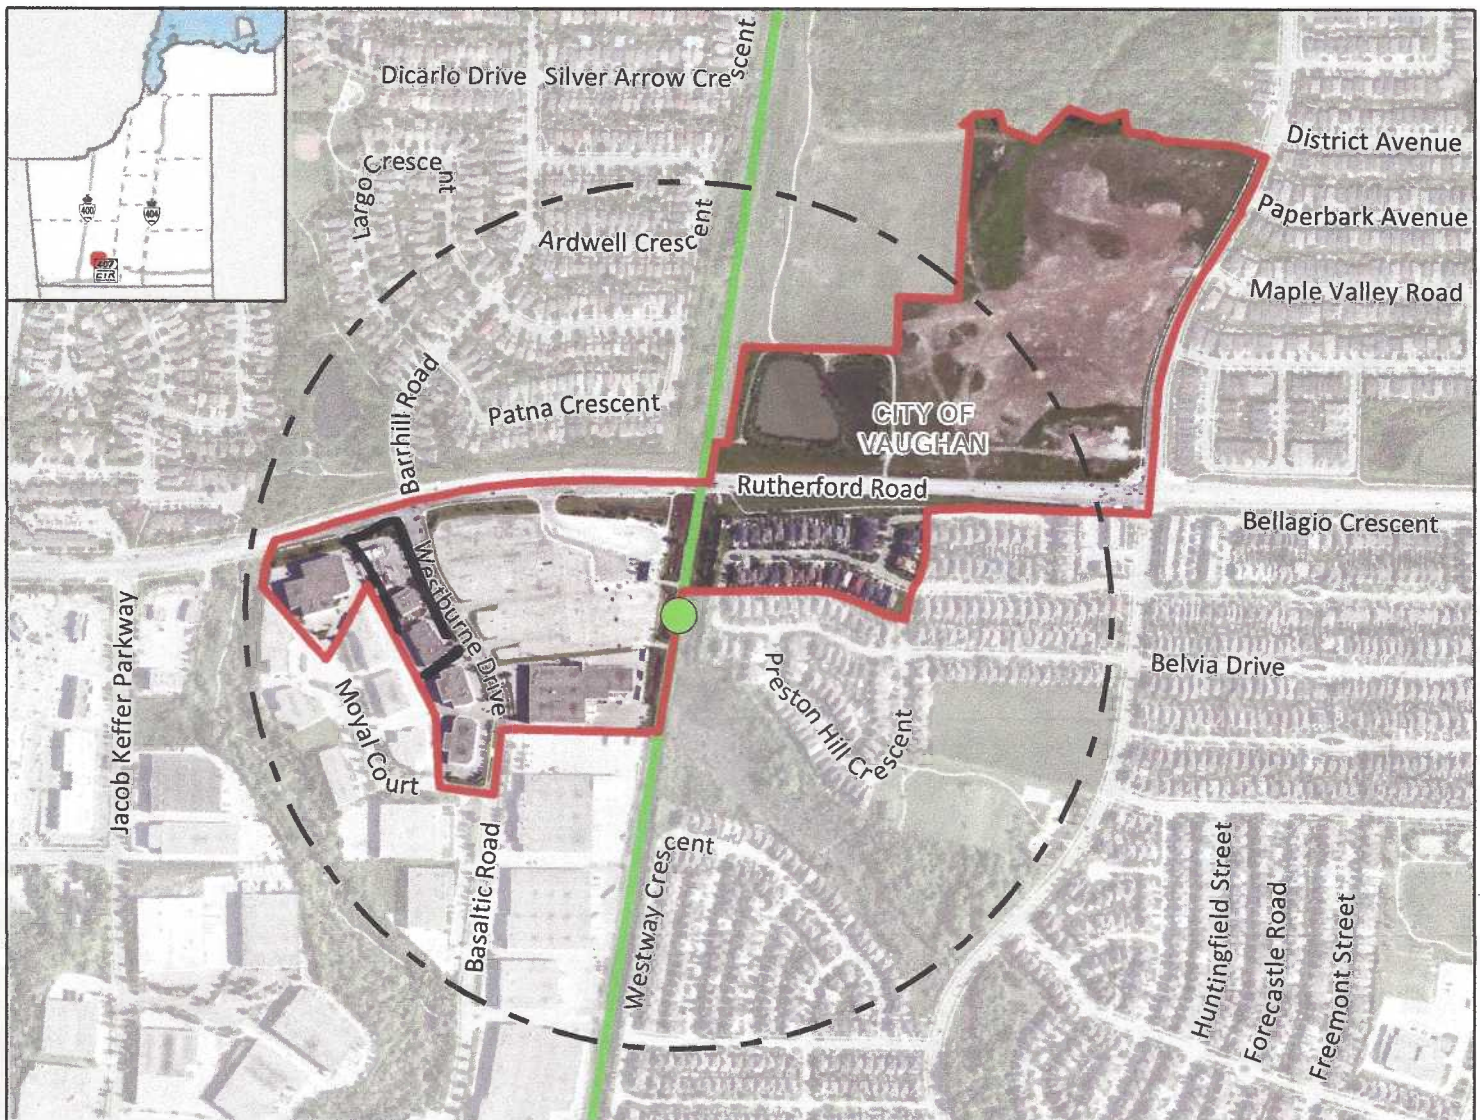 Dicarlo Drive
Silver Arrow Crescent
District Avenue
Largo Crescent
Paperbark Avenue
400
404
Ardwell Crescent
407
ETR
Maple Valley Road
Barrhill Road
Patna Crescent
CITY OF
VAUGHAN
Rutherford Road
Bellagio Crescent
Westburne Drive
Jacob Keffer Parkway
Belvia Drive
Moyal Court
Preston Hill Crescent
Basaltic Road
Westway Crescent
Huntingfield Street
Forecastle Road
Freemont Street